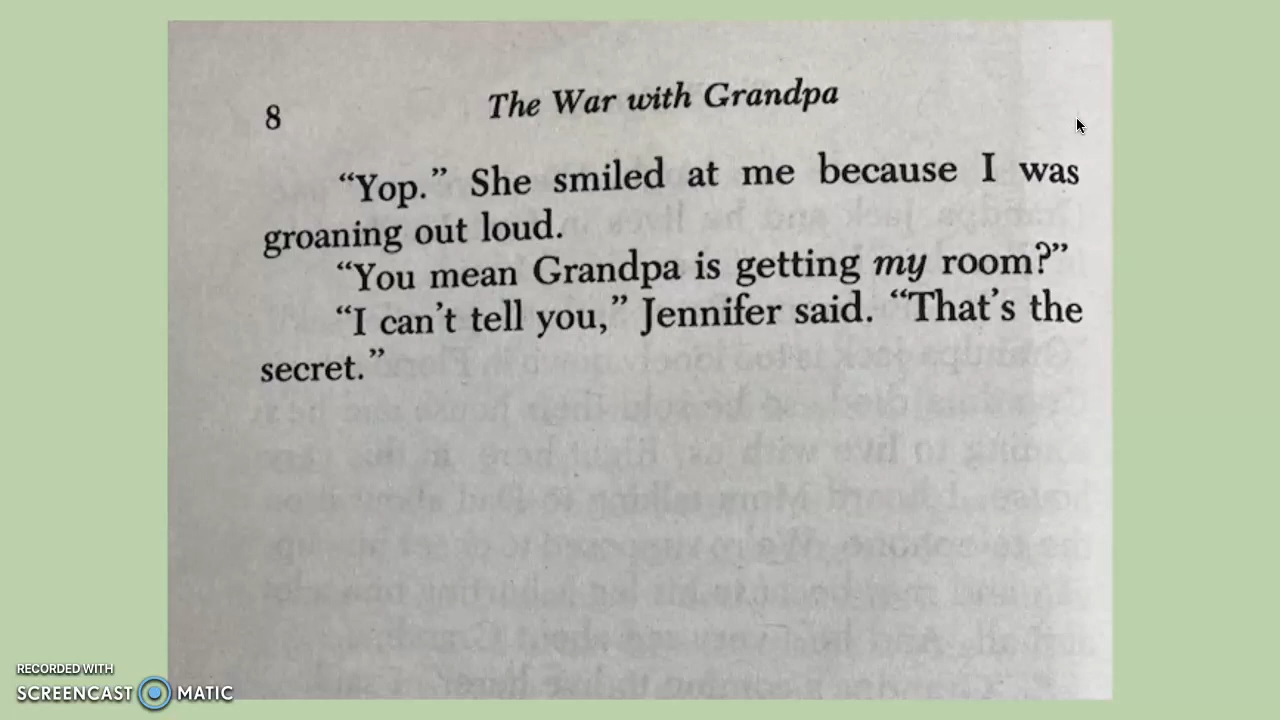 8 The War with Grandpa
“Yop.” She smiled at me because I was
groaning out loud.
“You mean Grandpa is getting my room?”
“I can’t tell you,” Jennifer said. “That’s the
secret.”
RECORDED WITH
SCREENCAST MATIC